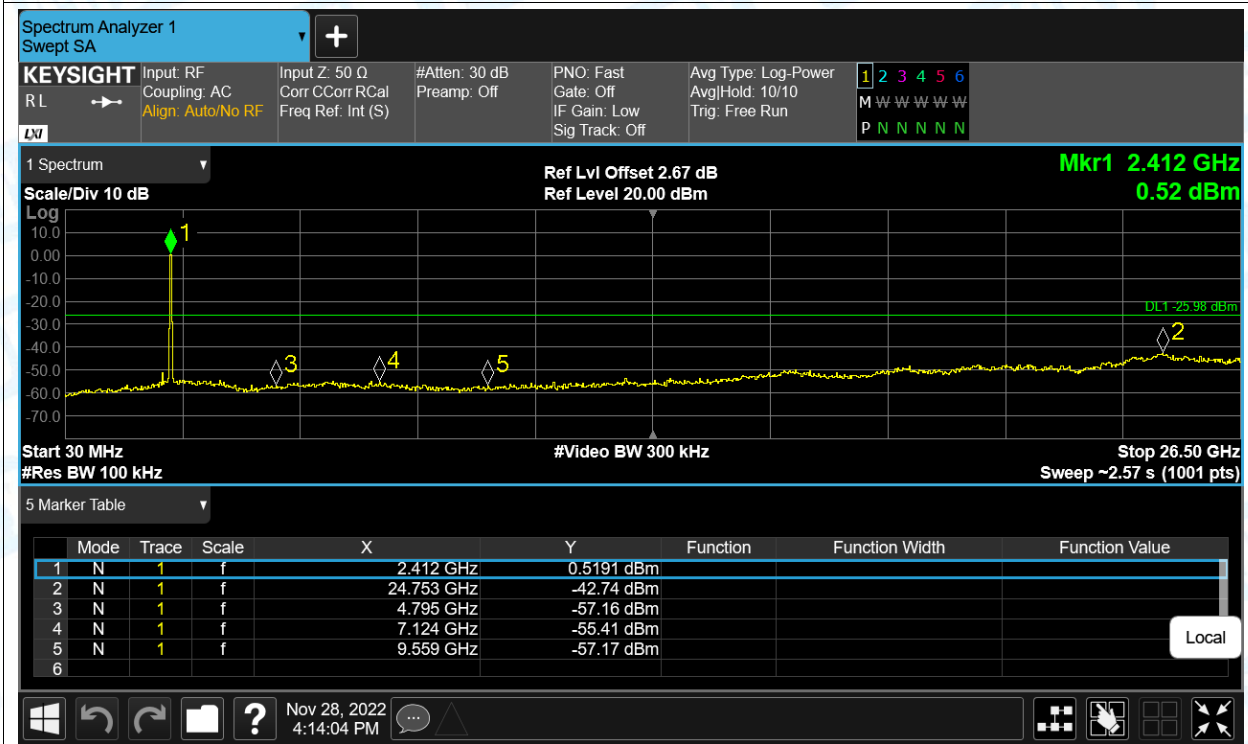 Spectrum Analyzer 1
Swept SA
KEYSIGHT Input: RF Input Z: 50 Ω #Atten: 30 dB PNO: Fast Avg Type: Log-Power 1 2 3 4 5 6
R L Coupling: AC Corr CCorr RCal Preamp: Off Gate: Off Avg|Hold: 10/10 M W W W W W
Align: Auto/No RF Freq Ref: Int (S) IF Gain: Low Trig: Free Run
LXI Sig Track: Off P N N N N N
1 Spectrum Ref Lvl Offset 2.67 dB Mkr1 2.412 GHz
Scale/Div 10 dB Ref Level 20.00 dBm 0.52 dBm
Log
10.0 1
0.00
-10.0
-20.0 DL1 -25.98 dBm
-30.0
-40.0 2
-50.0 3 4 5
-60.0
-70.0
Start 30 MHz #Video BW 300 kHz Stop 26.50 GHz
#Res BW 100 kHz Sweep ~2.57 s (1001 pts)
5 Marker Table
Mode Trace Scale X Y Function Function Width Function Value
1 N 1 f 2.412 GHz 0.5191 dBm
2 N 1 f 24.753 GHz -42.74 dBm
3 N 1 f 4.795 GHz -57.16 dBm
4 N 1 f 7.124 GHz -55.41 dBm
5 N 1 f 9.559 GHz -57.17 dBm
6
Local
? Nov 28, 2022
4:14:04 PM